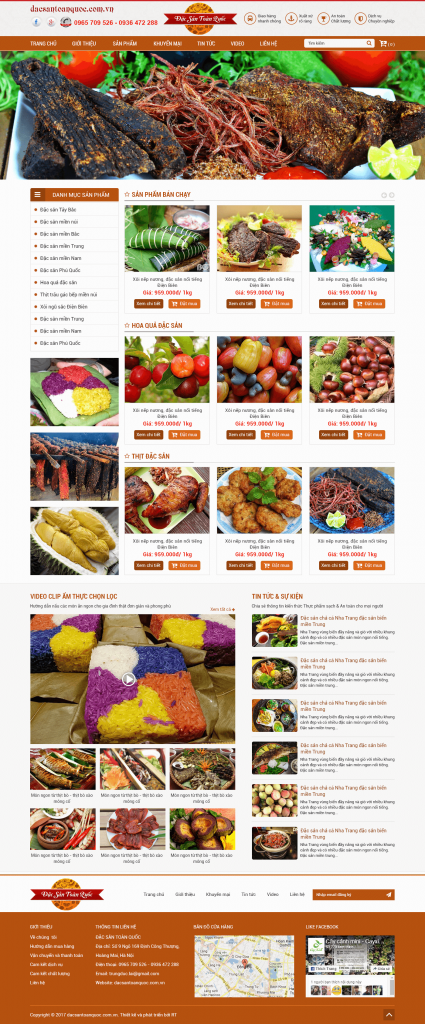 dacsantoanquoc.com.vn
0965 709 526 - 0936 472 288
Đặc Sản Toàn Quốc
Giao hàng
nhanh chóng
Xuất xứ
rõ ràng
An toàn
Chất lượng
Dịch vụ
Chuyên nghiệp
TRANG CHỦ
GIỚI THIỆU
SẢN PHẨM
KHUYẾN MẠI
TIN TỨC
VIDEO
LIÊN HỆ
Tìm kiếm
(0)
DANH MỤC SẢN PHẨM
Đặc sản Tây Bắc
Đặc sản miền núi
Đặc sản miền Bắc
Đặc sản miền Trung
Đặc sản miền Nam
Đặc sản Phú Quốc
Hoa quả đặc sản
Thịt trâu gác bếp miền núi
Xôi ngũ sắc Điện Biên
Đặc sản miền Trung
Đặc sản miền Nam
Đặc sản Phú Quốc
SẢN PHẨM BÁN CHẠY
Xôi nếp nương, đặc sản nổi tiếng
Điện Biên
Giá: 959.000đ/ 1kg
Xem chi tiết
Đặt mua
Xôi nếp nương, đặc sản nổi tiếng
Điện Biên
Giá: 959.000đ/ 1kg
Xem chi tiết
Đặt mua
Xôi nếp nương, đặc sản nổi tiếng
Điện Biên
Giá: 959.000đ/ 1kg
Xem chi tiết
Đặt mua
HOA QUẢ ĐẶC SẢN
Xôi nếp nương, đặc sản nổi tiếng
Điện Biên
Giá: 959.000đ/ 1kg
Xem chi tiết
Đặt mua
Xôi nếp nương, đặc sản nổi tiếng
Điện Biên
Giá: 959.000đ/ 1kg
Xem chi tiết
Đặt mua
Xôi nếp nương, đặc sản nổi tiếng
Điện Biên
Giá: 959.000đ/ 1kg
Xem chi tiết
Đặt mua
THỊT ĐẶC SẢN
Xôi nếp nương, đặc sản nổi tiếng
Điện Biên
Giá: 959.000đ/ 1kg
Xem chi tiết
Đặt mua
Xôi nếp nương, đặc sản nổi tiếng
Điện Biên
Giá: 959.000đ/ 1kg
Xem chi tiết
Đặt mua
Xôi nếp nương, đặc sản nổi tiếng
Điện Biên
Giá: 959.000đ/ 1kg
Xem chi tiết
Đặt mua
VIDEO CLIP ẨM THỰC CHỌN LỌC
Hướng dẫn nấu các món ăn ngon cho gia đình thật đơn giản và phong phú
Xem tất cả
Món ngon từ thịt bò - thịt bò xào
mông cổ
Món ngon từ thịt bò - thịt bò xào
mông cổ
Món ngon từ thịt bò - thịt bò xào
mông cổ
Món ngon từ thịt bò - thịt bò xào
mông cổ
Món ngon từ thịt bò - thịt bò xào
mông cổ
Món ngon từ thịt bò - thịt bò xào
mông cổ
TIN TỨC & SỰ KIỆN
Chia sẻ thông tin kiến thức Thực phẩm sạch & An toàn cho mọi người
Đặc sản chả cá Nha Trang đặc sản biển
miền Trung
Nha Trang vùng biển đầy nắng và gió với nhiều khung
cảnh đẹp và có nhiều đặc sản món ngon nổi tiếng.
Đặc sản miền trung...
Đặc sản chả cá Nha Trang đặc sản biển
miền Trung
Nha Trang vùng biển đầy nắng và gió với nhiều khung
cảnh đẹp và có nhiều đặc sản món ngon nổi tiếng.
Đặc sản miền trung...
Đặc sản chả cá Nha Trang đặc sản biển
miền Trung
Nha Trang vùng biển đầy nắng và gió với nhiều khung
cảnh đẹp và có nhiều đặc sản món ngon nổi tiếng.
Đặc sản miền trung...
Đặc sản chả cá Nha Trang đặc sản biển
miền Trung
Nha Trang vùng biển đầy nắng và gió với nhiều khung
cảnh đẹp và có nhiều đặc sản món ngon nổi tiếng.
Đặc sản miền trung...
Đặc sản chả cá Nha Trang đặc sản biển
miền Trung
Nha Trang vùng biển đầy nắng và gió với nhiều khung
cảnh đẹp và có nhiều đặc sản món ngon nổi tiếng.
Đặc sản miền trung...
Đặc sản chả cá Nha Trang đặc sản biển
miền Trung
Nha Trang vùng biển đầy nắng và gió với nhiều khung
cảnh đẹp và có nhiều đặc sản món ngon nổi tiếng.
Đặc sản miền trung...
Đặc Sản Toàn Quốc
Trang chủ
Giới thiệu
Khuyến mại
Tin tức
Video
Liên hệ
Nhập email đăng ký
GIỚI THIỆU
Về chúng tôi
Hướng dẫn mua hàng
Vận chuyển và thanh toán
Cam kết dịch vụ
Cam kết chất lượng
Liên hệ
THÔNG TIN LIÊN HỆ
ĐẶC SẢN TOÀN QUỐC
Địa chỉ: Số 9 Ngõ 159 Định Công Thượng,
Hoàng Mai, Hà Nội
Điện thoại: 0965 709 526 - 0936 472 288
Website: dacsantoanquoc.com.vn
BẢN ĐỒ CỬA HÀNG
LIKE FACEBOOK
Thích Trang
Chia sẻ
Copyright © 2017 dacsantoanquoc.com.vn. Thiết kế và phát triển bởi RT